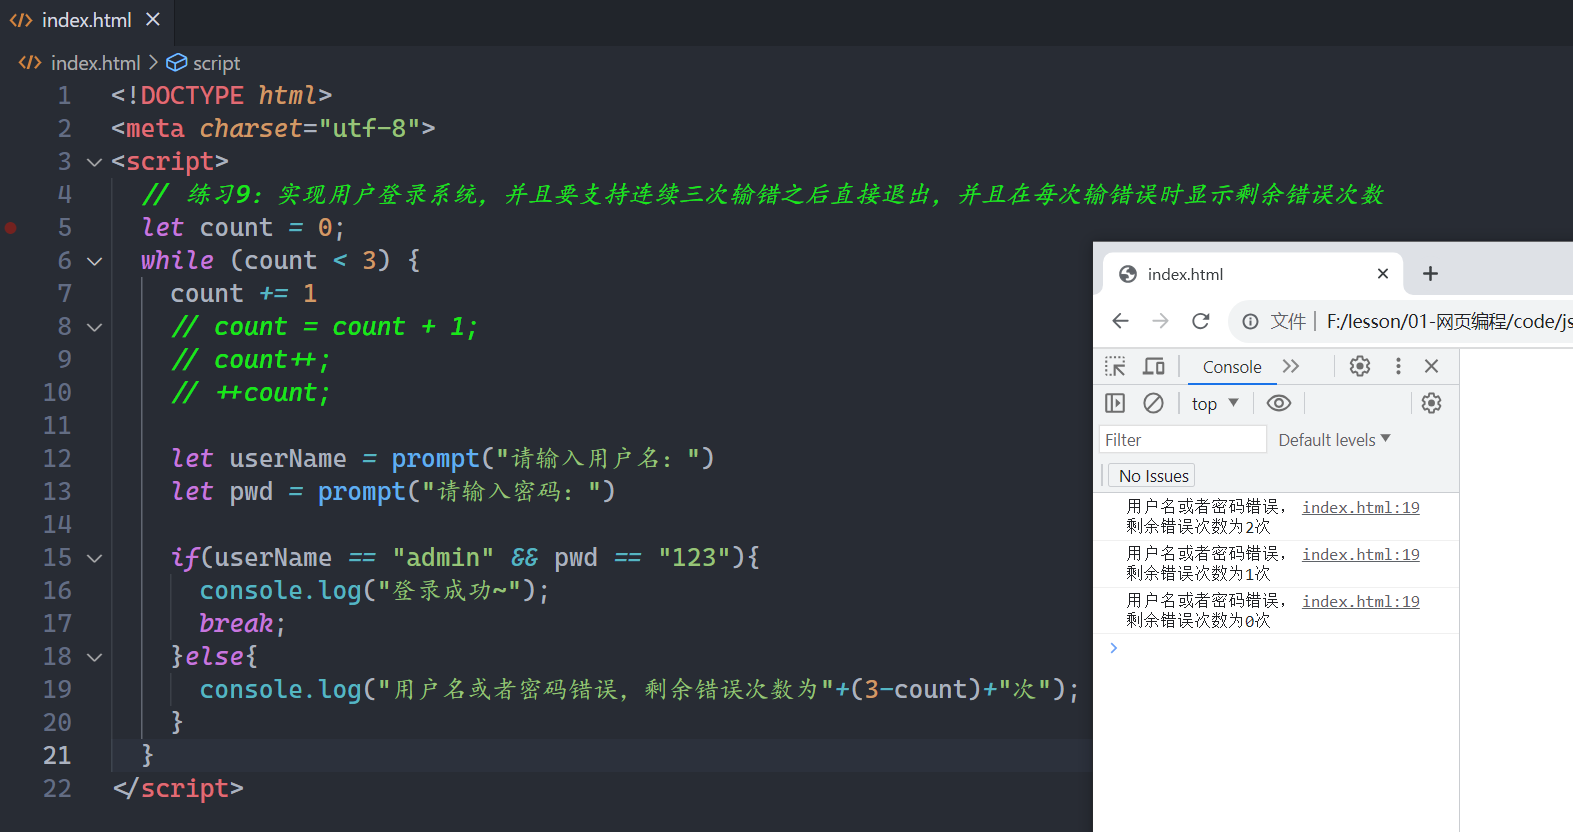 index.html
index.html > script
1 <!DOCTYPE html>
2 <meta charset="utf-8">
3 <script>
4 // 练习9：实现用户登录系统，并且要支持连续三次输错之后直接退出，并且在每次输错误时显示剩余错误次数
5 let count = 0;
6 while (count < 3) {
7 count += 1
8 // count = count + 1;
9 // count++;
10 // ++count;
11
12 let userName = prompt("请输入用户名：")
13 let pwd = prompt("请输入密码：")
14
15 if(userName == "admin" && pwd == "123"){
16 console.log("登录成功~");
17 break;
18 }else{
19 console.log("用户名或者密码错误，剩余错误次数为"+(3-count)+"次");
20 }
21 }
22 </script>
index.html
文件 | F:/lesson/01-网页编程/code/js
Console
top
Filter
Default levels
No Issues
用户名或者密码错误， index.html:19
剩余错误次数为2次
用户名或者密码错误， index.html:19
剩余错误次数为1次
用户名或者密码错误， index.html:19
剩余错误次数为0次